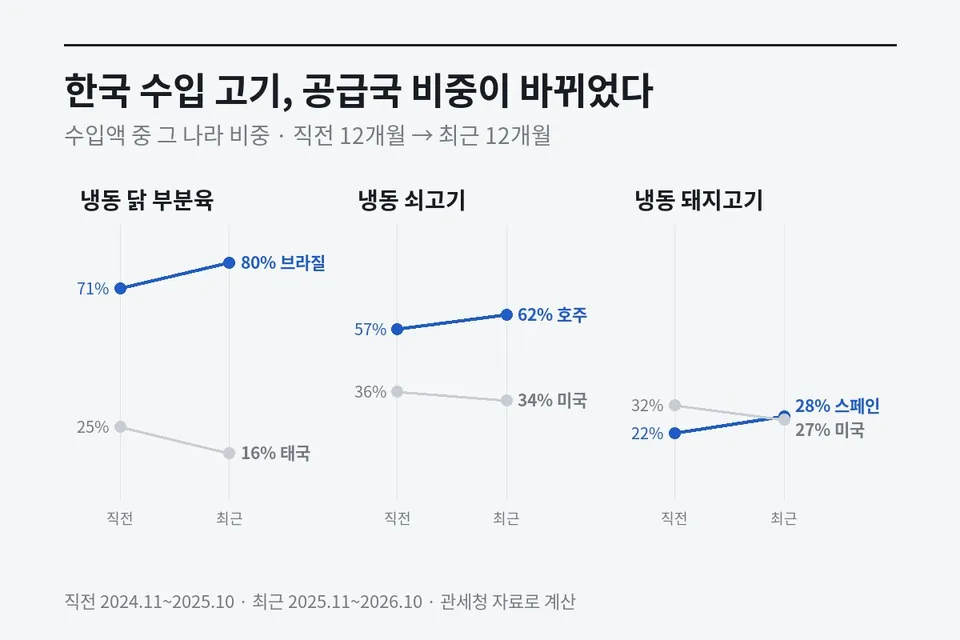 한국 수입 고기, 공급국 비중이 바뀌었다
수입액 중 그 나라 비중 · 직전 12개월 → 최근 12개월
냉동 닭 부분육
71%
80% 브라질
25%
16% 태국
직전
최근
냉동 쇠고기
57%
62% 호주
36%
34% 미국
직전
최근
냉동 돼지고기
32%
22%
28% 스페인
27% 미국
직전
최근
직전 2024.11~2025.10 · 최근 2025.11~2026.10 · 관세청 자료로 계산